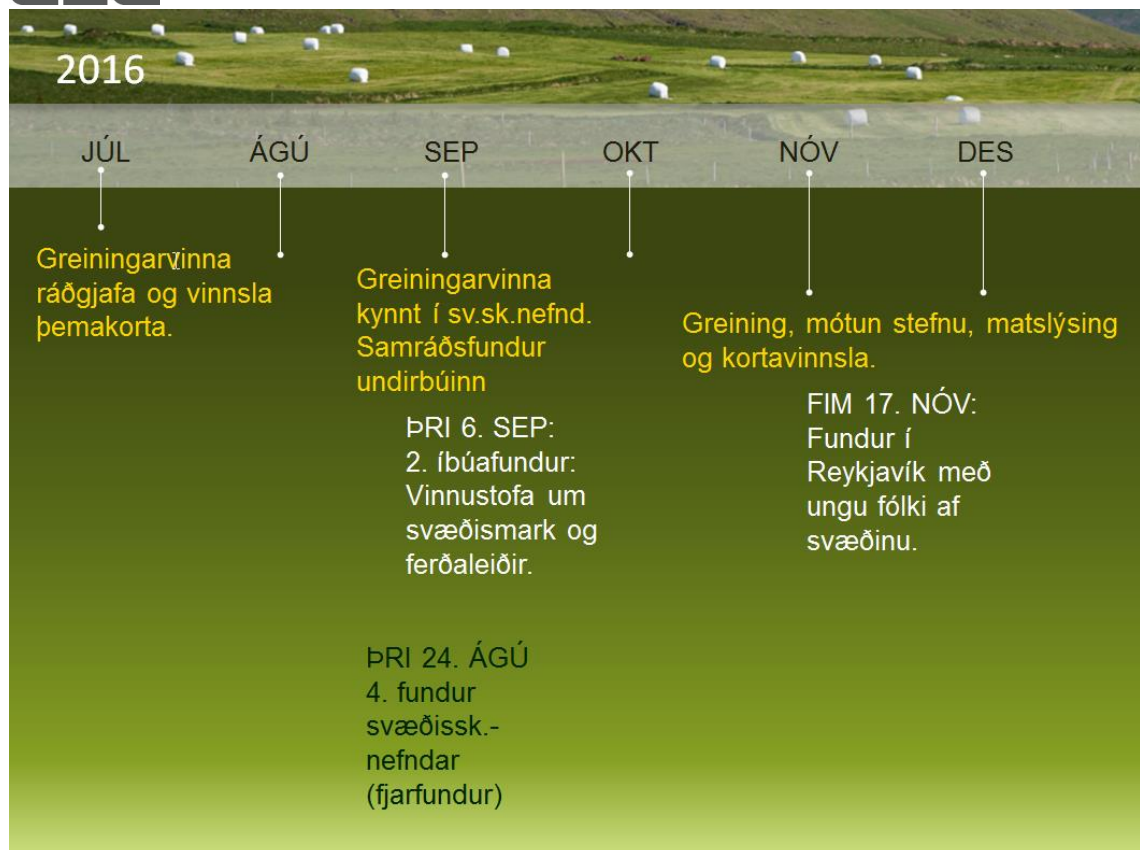 2016
JÚL ÁGÚ SEP OKT NÓV DES
Greiningarvinna
ráðgjafa og vinnsla
þemakorta.
Greiningarvinna
kynnt í sv.sk.nefnd.
Samráðsfundur
undirbúinn
ÞRI 6. SEP:
2. íbúafundur:
Vinnustofa um
svæðismark og
ferðaleiðir.
ÞRI 24. ÁGÚ
4. fundur
svæðissk.-
nefndar
(fjarfundur)
Greining, mótun stefnu, matslýsing
og kortavinnsla.
FIM 17. NÓV:
Fundur í
Reykjavík með
ungu fólki af
svæðinu.